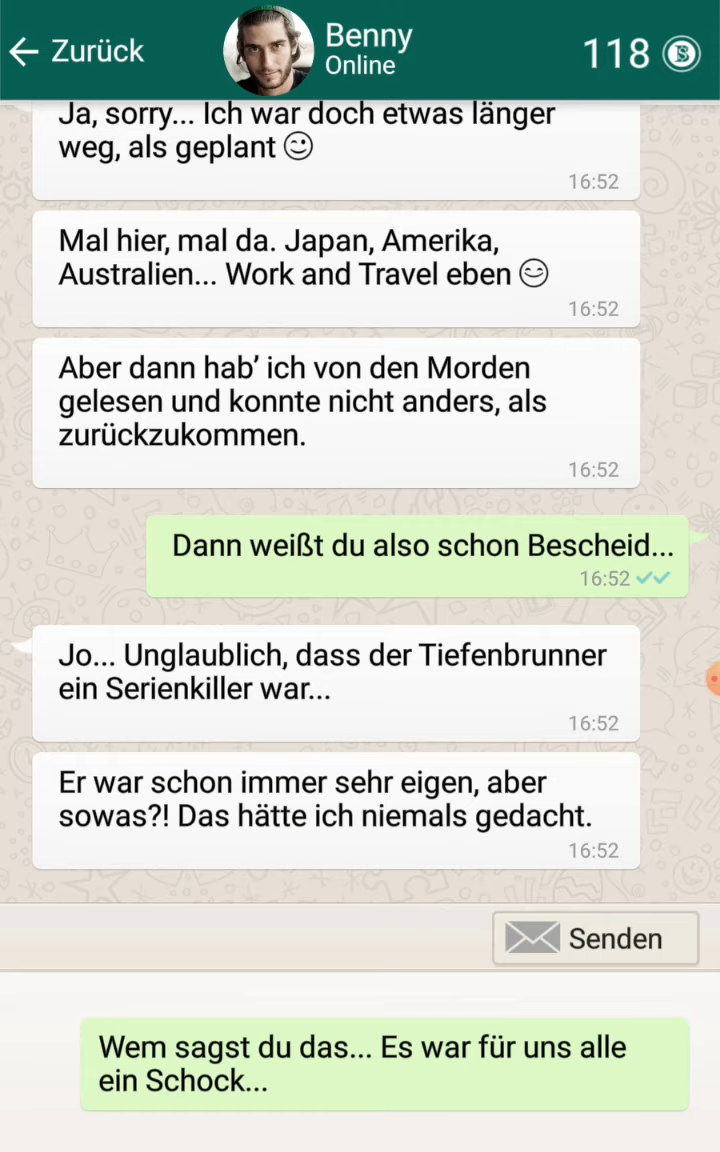 Zurück
Benny
Online
118
Ja, sorry... Ich war doch etwas länger
weg, als geplant 😉
16:52
Mal hier, mal da. Japan, Amerika,
Australien... Work and Travel eben 😊
16:52
Aber dann hab’ ich von den Morden
gelesen und konnte nicht anders, als
zurückzukommen.
16:52
Dann weißt du also schon Bescheid...
16:52
Jo... Unglaublich, dass der Tiefenbrunner
ein Serienkiller war...
16:52
Er war schon immer sehr eigen, aber
sowas?! Das hätte ich niemals gedacht.
16:52
Senden
Wem sagst du das... Es war für uns alle
ein Schock...